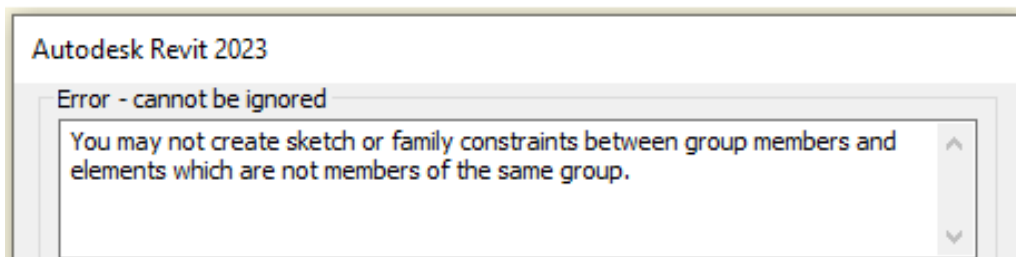 Autodesk Revit 2023
Error - cannot be ignored
You may not create sketch or family constraints between group members and
elements which are not members of the same group.